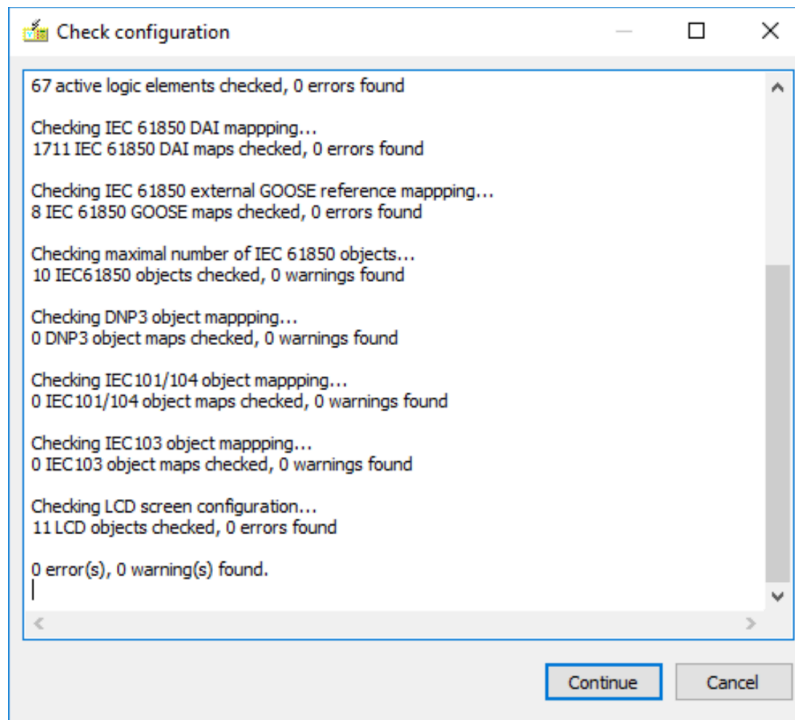 Check configuration
67 active logic elements checked, 0 errors found
Checking IEC 61850 DAI mappping...
1711 IEC 61850 DAI maps checked, 0 errors found
Checking IEC 61850 external GOOSE reference mappping...
8 IEC 61850 GOOSE maps checked, 0 errors found
Checking maximal number of IEC 61850 objects...
10 IEC61850 objects checked, 0 warnings found
Checking DNP3 object mappping...
0 DNP3 object maps checked, 0 warnings found
Checking IEC101/104 object mappping...
0 IEC101/104 object maps checked, 0 warnings found
Checking IEC103 object mappping...
0 IEC103 object maps checked, 0 warnings found
Checking LCD screen configuration...
11 LCD objects checked, 0 errors found
0 error(s), 0 warning(s) found.
Continue Cancel